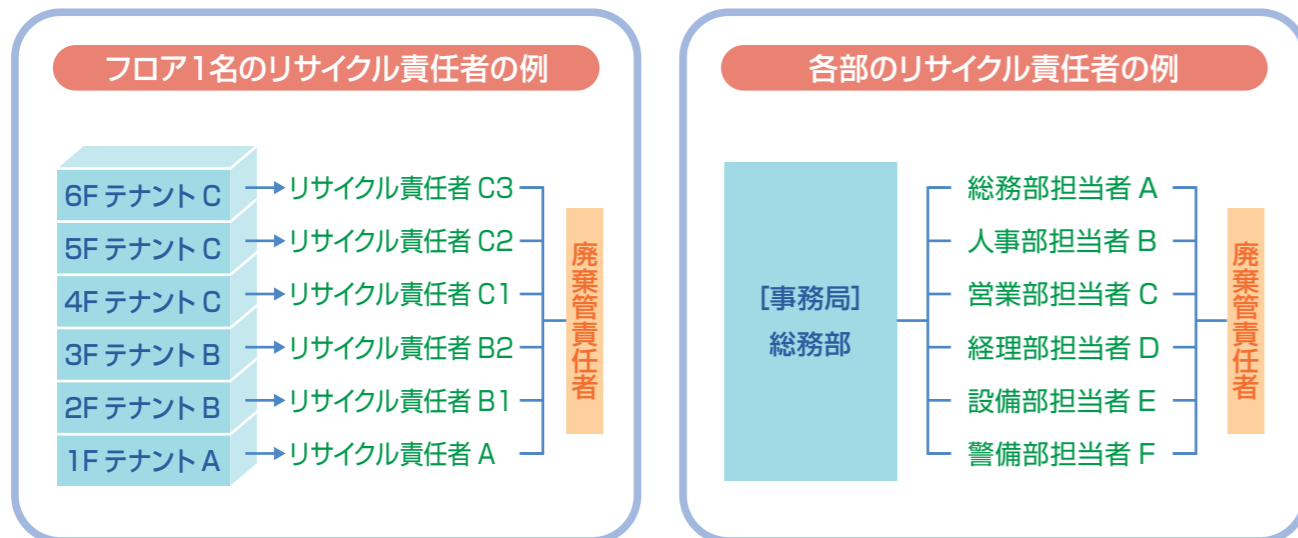 フロア1名のリサイクル責任者の例
6F テナント C
リサイクル責任者 C3
5F テナント C
リサイクル責任者 C2
4F テナント C
リサイクル責任者 C1
3F テナント B
リサイクル責任者 B2
2F テナント B
リサイクル責任者 B1
1F テナント A
リサイクル責任者 A
廃棄管責任者
各部のリサイクル責任者の例
[事務局]
総務部
総務部担当者 A
人事部担当者 B
営業部担当者 C
経理部担当者 D
設備部担当者 E
警備部担当者 F
廃棄管責任者